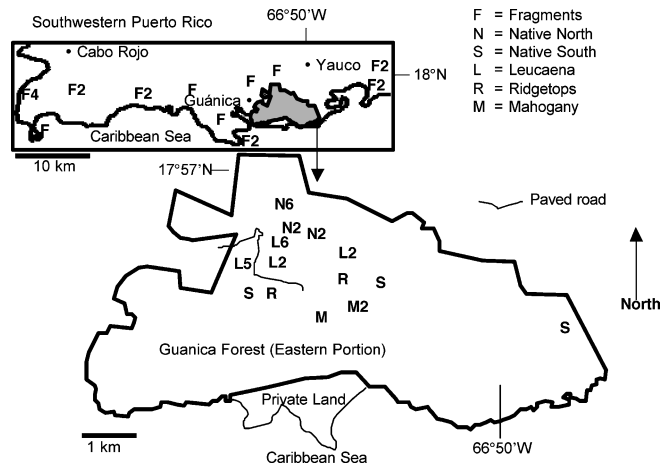 Southwestern Puerto Rico
66°50'W
F = Fragments
N = Native North
S = Native South
L = Leucaena
R = Ridgetops
M = Mahogany
Cabo Rojo
Yauco
F2
18°N
F F
F4 F2 F2 F F2
Guánica
F
F
Caribbean Sea
F2
10 km
17°57'N
Paved road
N6
N2 N2
L6
L2
L5 L2
R S
S R
M2
M
North
S
Guanica Forest (Eastern Portion)
Private Land
1 km
66°50'W
Caribbean Sea